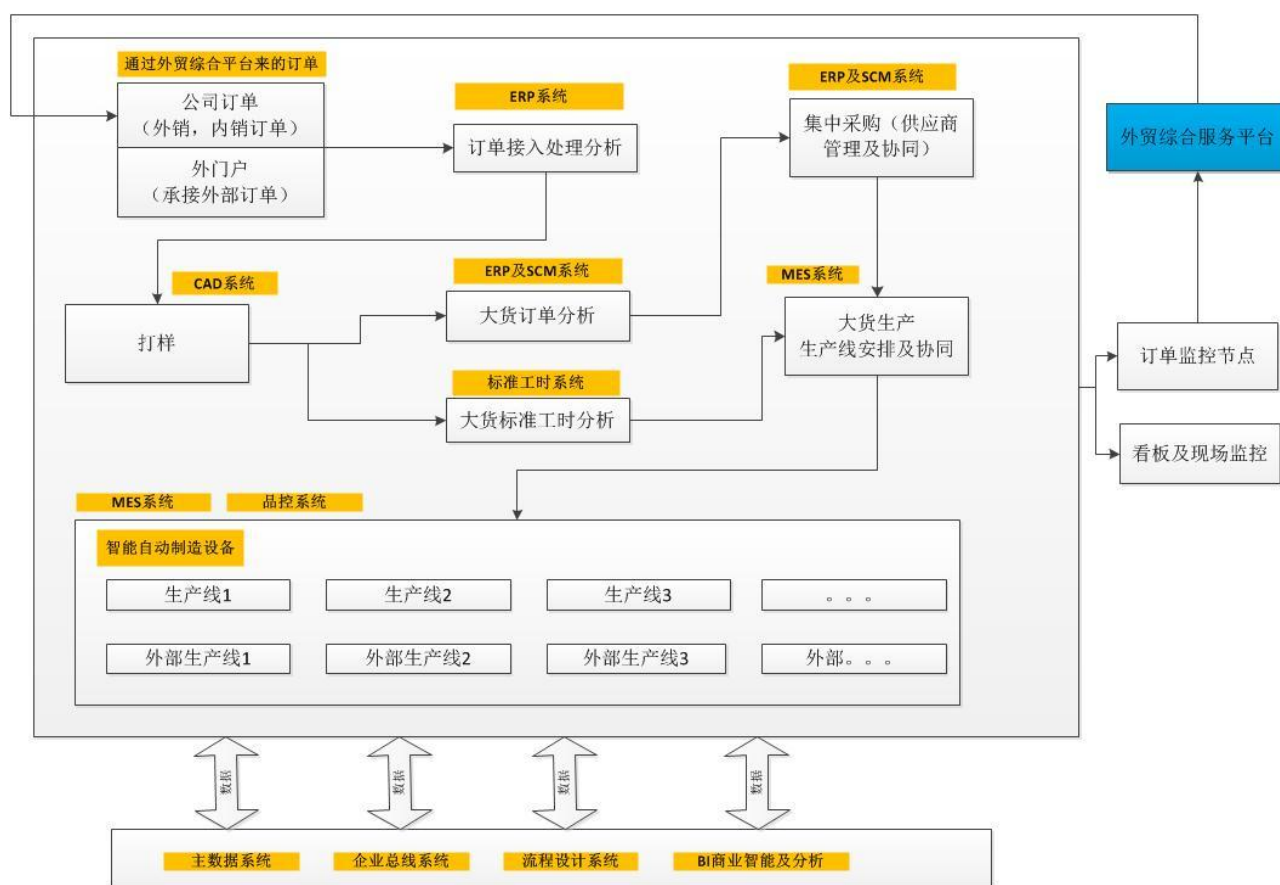 通过外贸综合平台来的订单
公司订单
（外销，内销订单）
外门户
（承接外部订单）
ERP系统
订单接入处理分析
ERP及SCM系统
集中采购（供应商
管理及协同）
外贸综合服务平台
CAD系统
打样
ERP及SCM系统
大货订单分析
MES系统
大货生产
生产线安排及协同
订单监控节点
标准工时系统
大货标准工时分析
看板及现场监控
MES系统
品控系统
智能自动制造设备
生产线1
生产线2
生产线3
。。。
外部生产线1
外部生产线2
外部生产线3
外部。。。
数据
数据
数据
数据
主数据系统
企业总线系统
流程设计系统
BI商业智能及分析